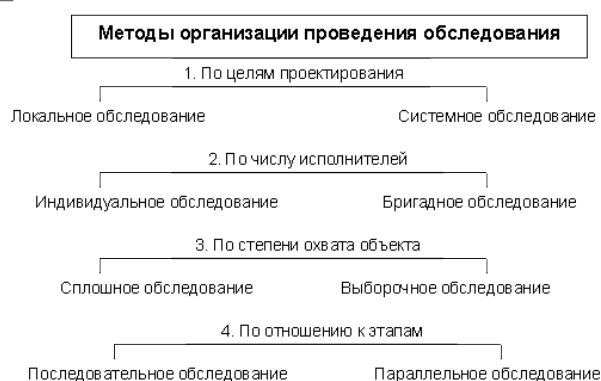 Методы организации проведения обследования
1. По целям проектирования
Локальное обследование Системное обследование
2. По числу исполнителей
Индивидуальное обследование Бригадное обследование
3. По степени охвата объекта
Сплошное обследование Выборочное обследование
4. По отношению к этапам
Последовательное обследование Параллельное обследование